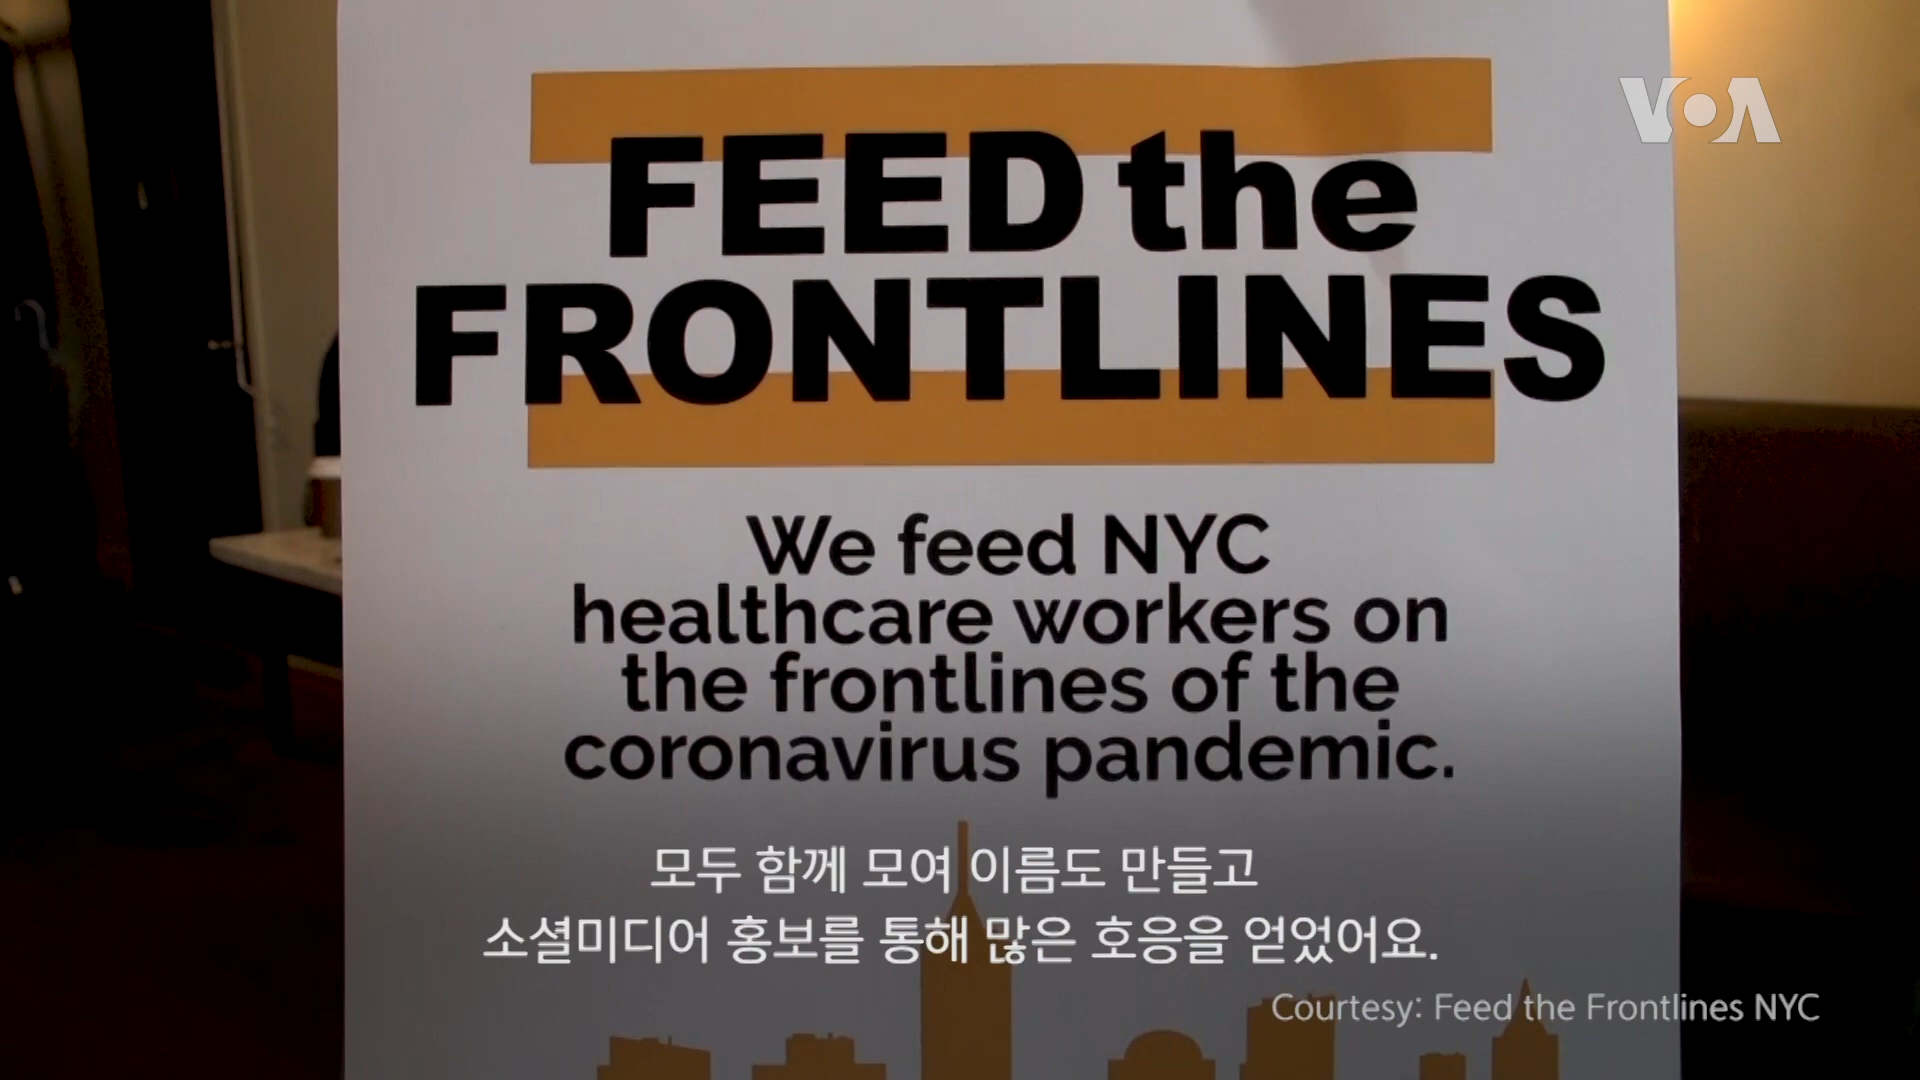 VOA
FEED the
FRONTLINES
We feed NYC
healthcare workers on
the frontlines of the
coronavirus pandemic.
모두 함께 모여 이름도 만들고
소셜미디어 홍보를 통해 많은 호응을 얻었어요.
Courtesy: Feed the Frontlines NYC